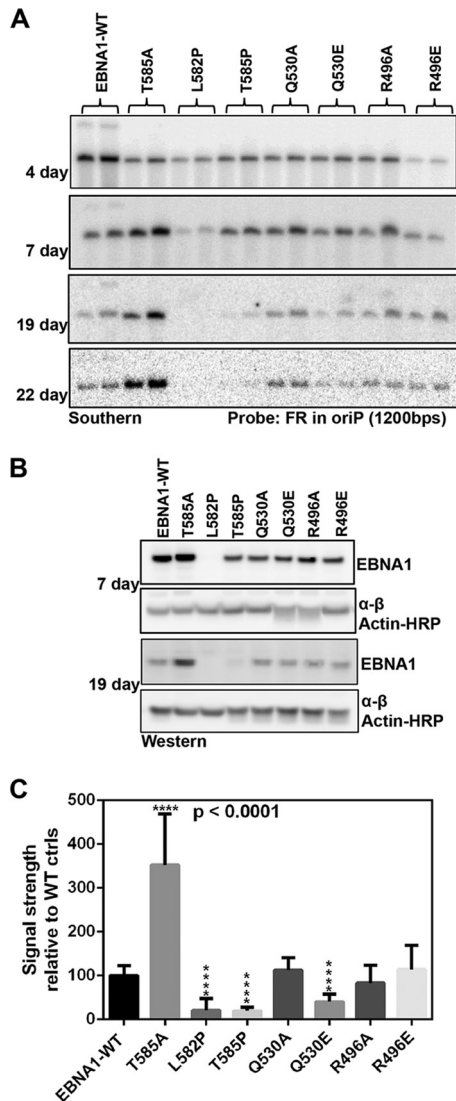 A
EBNA1-WT
T585A
L582P
T585P
Q530A
Q530E
R496A
R496E
4 day
7 day
19 day
22 day
Southern Probe: FR in oriP (1200bps)
B
EBNA1-WT
T585A
L582P
T585P
Q530A
Q530E
R496A
R496E
EBNA1
7 day
α-β
Actin-HRP
EBNA1
19 day
α-β
Actin-HRP
Western
C
Signal strength
relative to WT ctrls
500
400
300
200
100
0
**** p < 0.0001
****
****
****
EBNA1-WT
T585A
L582P
T585P
Q530A
Q530E
R496A
R496E